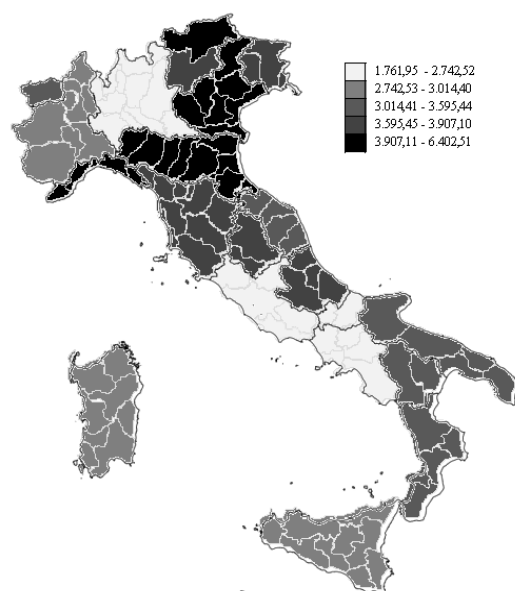 1.761,95 - 2.742,52
2.742,53 - 3.014,40
3.014,41 - 3.595,44
3.595,45 - 3.907,10
3.907,11 - 6.402,51